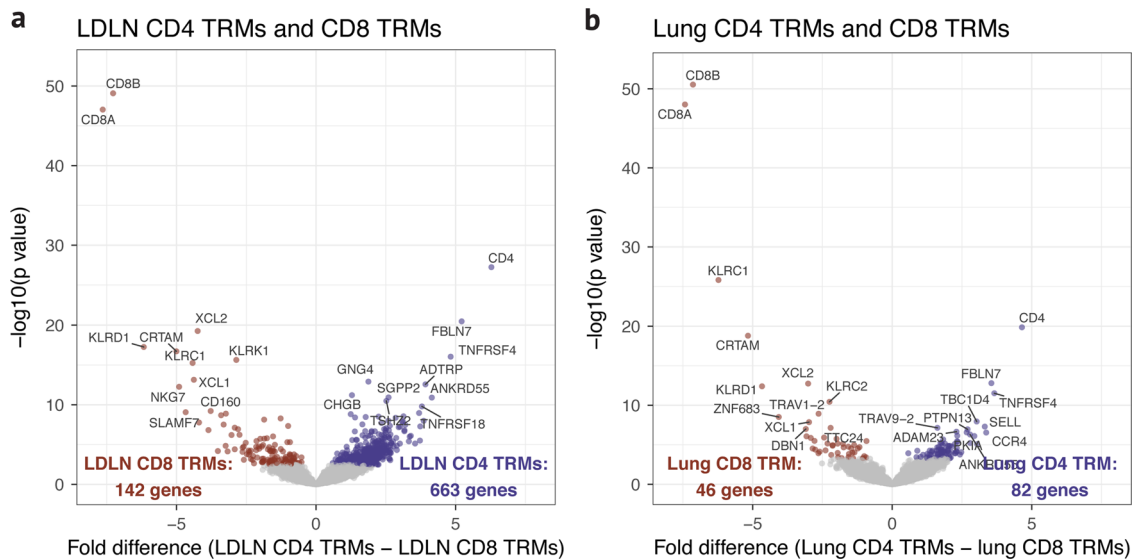 a
LDLN CD4 TRMs and CD8 TRMs
50
40
30
20
10
0
−5
0
5
−log10(p value)
Fold difference (LDLN CD4 TRMs − LDLN CD8 TRMs)
CD8B
CD8A
CD4
XCL2
FBLN7
KLRD1
CRTAM
KLRC1
KLRK1
TNFRSF4
GNG4
ADTRP
XCL1
NKG7
SGPP2
ANKRD55
CD160
CHGB
SLAMF7
TSHZ2
TNFRSF18
LDLN CD8 TRMs:
142 genes
LDLN CD4 TRMs:
663 genes
b
Lung CD4 TRMs and CD8 TRMs
50
40
30
20
10
0
−5
0
5
−log10(p value)
Fold difference (Lung CD4 TRMs − lung CD8 TRMs)
CD8B
CD8A
KLRC1
CD4
CRTAM
XCL2
FBLN7
KLRD1
KLRC2
TNFRSF4
TBC1D4
ZNF683
TRAV1−2
TRAV9−2
PTPN13
SELL
XCL1
ADAM23
CCR4
DBN1
TTC24
PKIA
ANKRD55
Lung CD8 TRM:
46 genes
Lung CD4 TRM:
82 genes